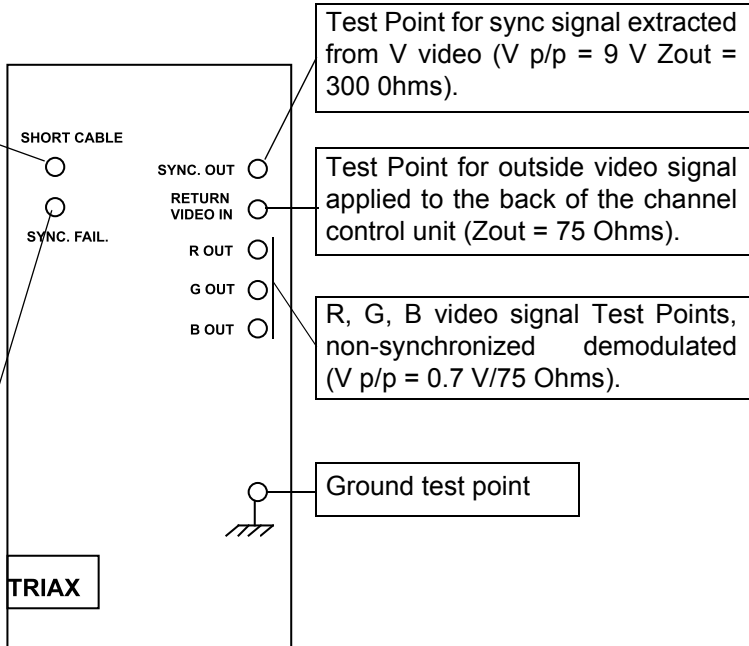 Test Point for sync signal extracted
from V video (V p/p = 9 V Zout =
300 0hms).
SHORT CABLE
SYNC. OUT
RETURN
VIDEO IN
SYNC. FAIL.
R OUT
G OUT
B OUT
Test Point for outside video signal
applied to the back of the channel
control unit (Zout = 75 Ohms).
R, G, B video signal Test Points,
non-synchronized demodulated
(V p/p = 0.7 V/75 Ohms).
Ground test point
TRIAX